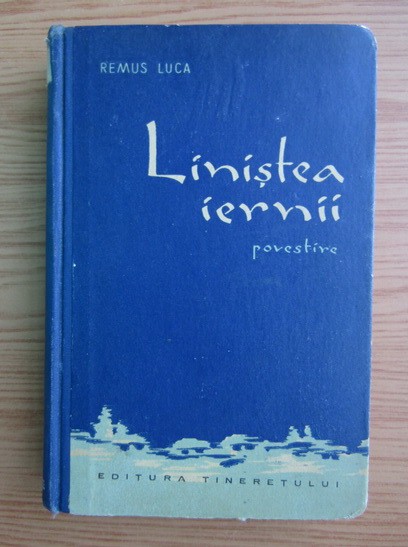 REMUS LUCA
Liniștea
iernii
povestire
EDITURA TINERETULUI